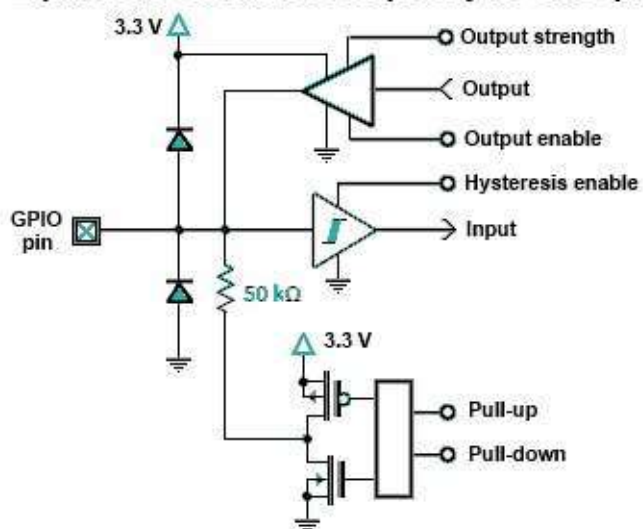 3.3 V
Output strength
Output
Output enable
Hysteresis enable
GPIO
pin
Input
50 kΩ
3.3 V
Pull-up
Pull-down